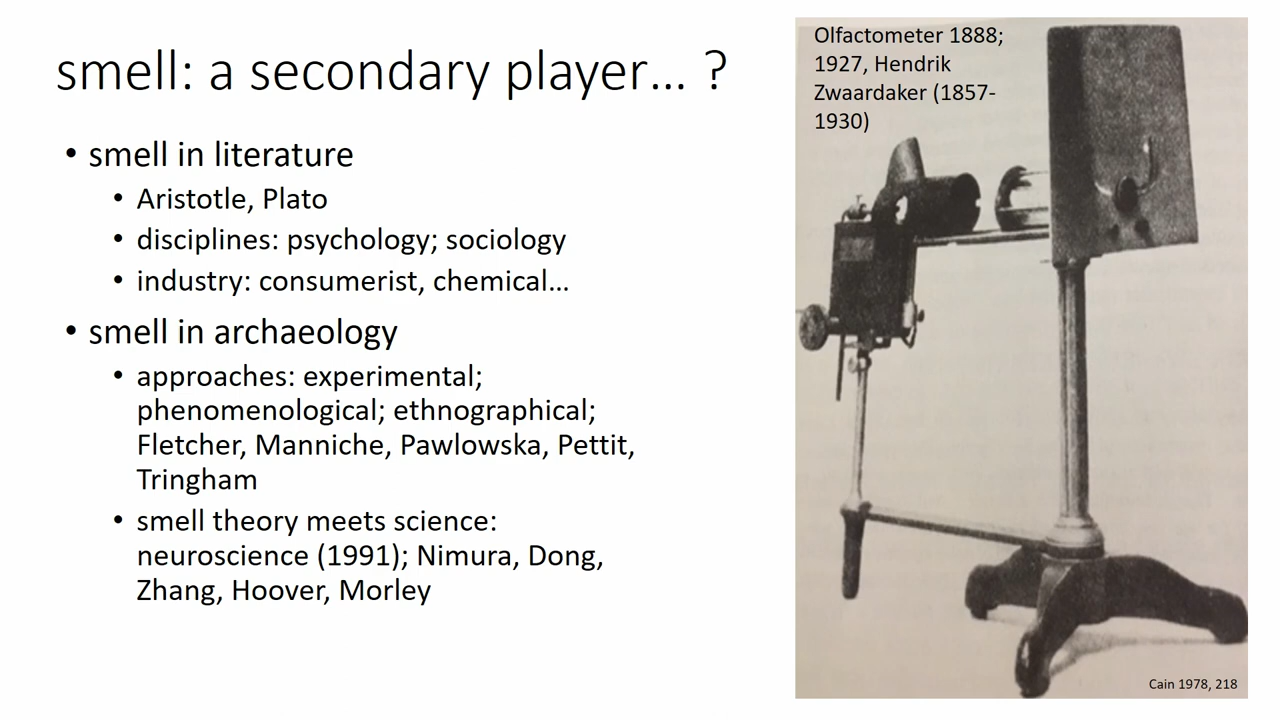 smell: a secondary player... ?
• smell in literature
• Aristotle, Plato
• disciplines: psychology; sociology
• industry: consumerist, chemical...
• smell in archaeology
• approaches: experimental;
phenomenological; ethnographical;
Fletcher, Manniche, Pawlowska, Pettit,
Tringham
• smell theory meets science:
neuroscience (1991); Nimura, Dong,
Zhang, Hoover, Morley
Olfactometer 1888;
1927, Hendrik
Zwaardaker (1857-
1930)
Cain 1978, 218